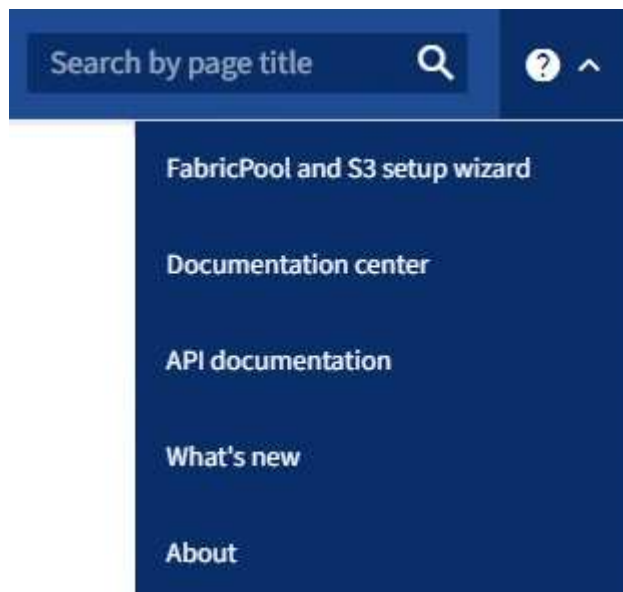 Search by page title
FabricPool and S3 setup wizard
Documentation center
API documentation
What's new
About